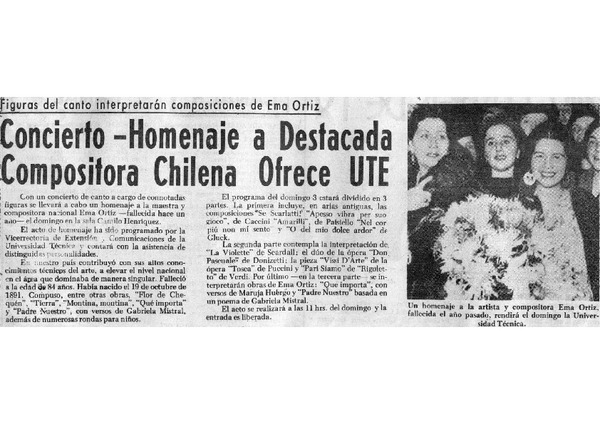 Figuras del canto interpretarán composiciones de Ema Ortiz
Concierto -Homenaje a Destacada
Compositora Chilena Ofrece UTE
Con un concierto de canto a cargo de connotadas
figuras se llevará a cabo un homenaje a la maestra y
compositora nacional Ema Ortiz —fallecida hace un
año— el domingo en la sala Camilo Henríquez.
El acto de homenaje ha sido programado por la
Vicerrectoría de Extensión y Comunicaciones de la
Universidad Técnica y contará con la asistencia de
distinguidas personalidades.
En nuestro país contribuyó con sus altos cono-
cimientos técnicos del arte, a elevar el nivel nacional
en el agua que dominaba de manera singular. Falleció
a la edad de 84 años. Había nacido el 19 de octubre de
1891. Compuso, entre otras obras, "Flor de Che-
quén", "Tierra", "Montina, moutina", "Qué importa"
y "Padre Nuestro", con versos de Gabriela Mistral,
además de numerosas rondas para niños.
El programa del domingo 3 estará dividido en 3
partes. La primera incluye, en arias antiguas, las
composiciones "Se Scarlatti" "Apeso vibra per suo
gioco", de Caccini "Amarilli", de Paisiello "Nel cor
più non mi sento" y "O del mio dolce ardor" de
Gluck.
La segunda parte contempla la interpretación de
"La Violette" de Scardall; el dúo de la ópera "Don
Pascuale" de Donizetti; la pieza "Visi D'Arte" de la
ópera "Tosca" de Puccini y "Pari Siamo" de "Rigolet-
to" de Verdi. Por último —en la tercera parte— se in-
terpretarán obras de Ema Ortiz: "Que importa", con
versos de Maruja Huergo y "Padre Nuestro" basada en
un poema de Gabriela Mistral.
El acto se realizará a las 11 hrs. del domingo y la
entrada es liberada.
Un homenaje a la artista y compositora Ema Ortiz,
fallecida el año pasado, rendirá el domingo la Univer-
sidad Técnica.